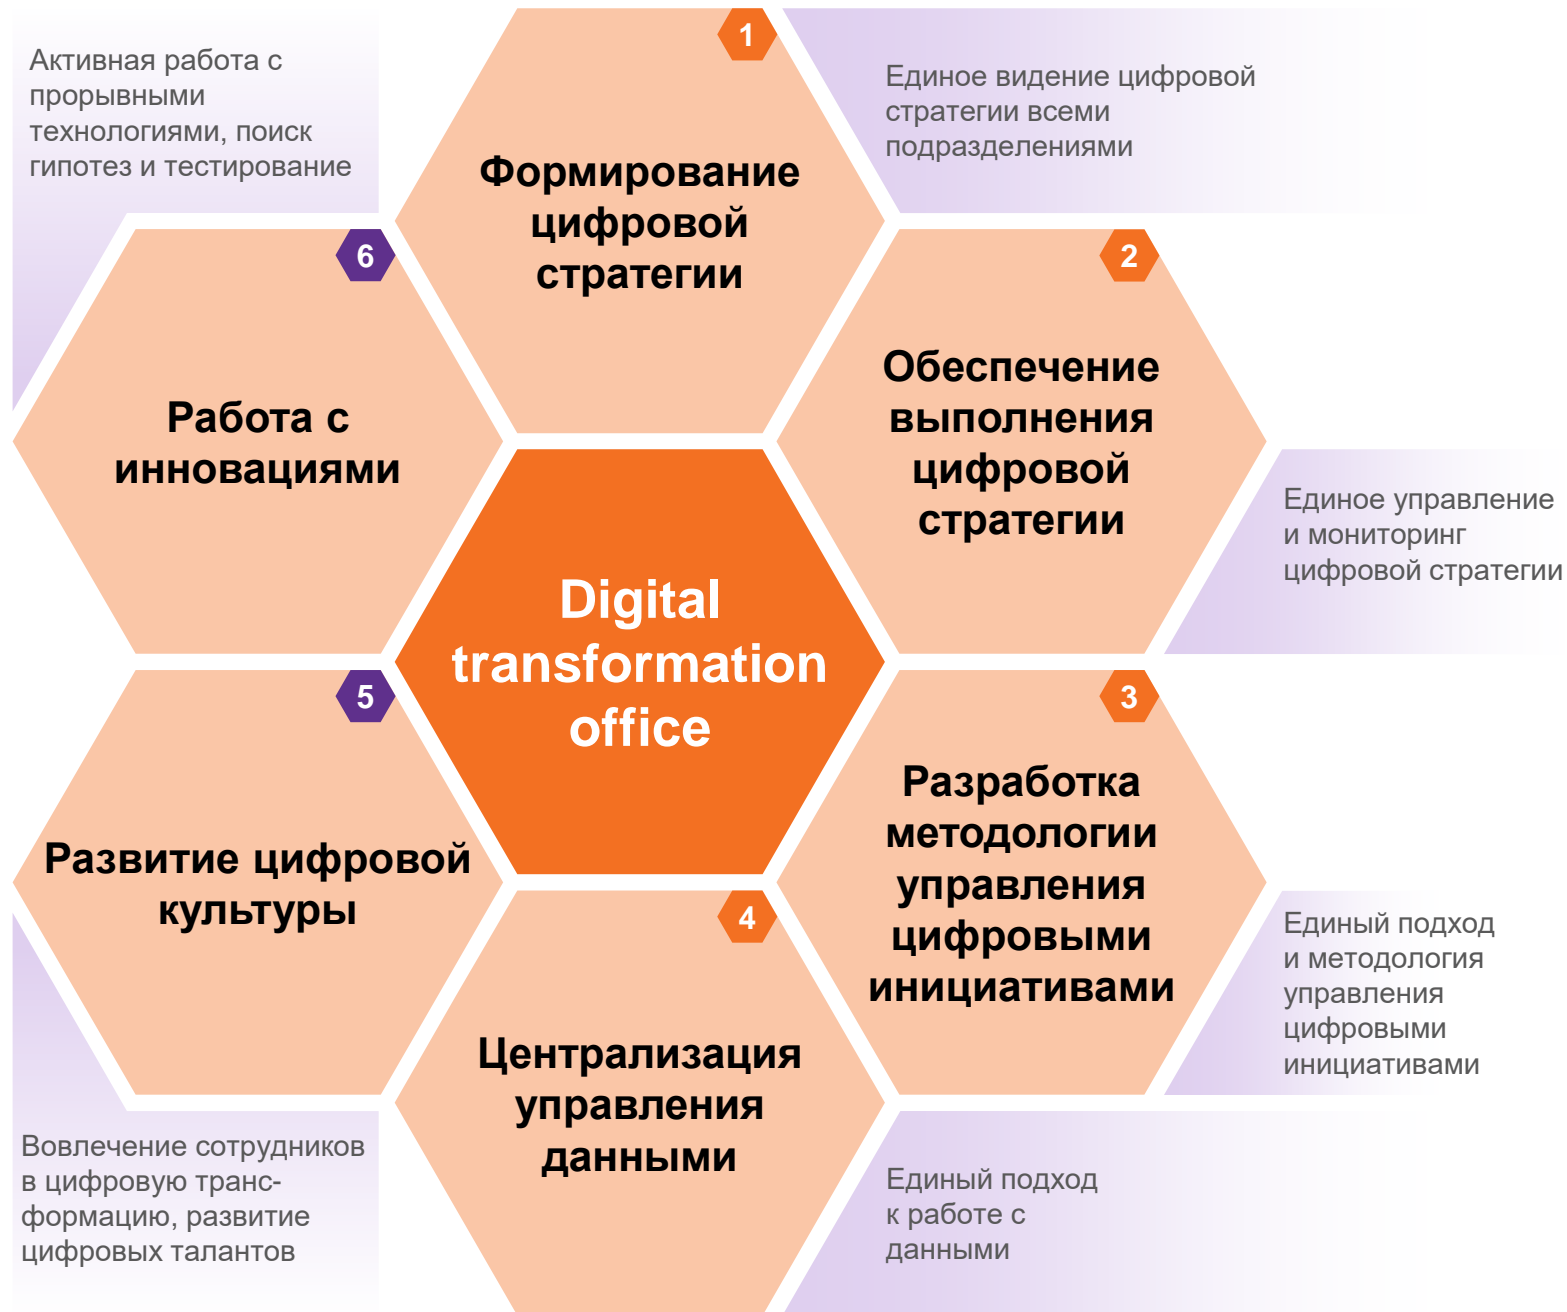 1
Формирование
цифровой
стратегии
Единое видение цифровой
стратегии всеми
подразделениями
2
Обеспечение
выполнения
цифровой
стратегии
Единое управление
и мониторинг
цифровой стратегии
3
Разработка
методологии
управления
цифровыми
инициативами
Единый подход
и методология
управления
цифровыми
инициативами
4
Централизация
управления
данными
Единый подход
к работе с
данными
5
Развитие цифровой
культуры
Вовлечение сотрудников
в цифровую транс-
формацию, развитие
цифровых талантов
6
Работа с
инновациями
Активная работа с
прорывными
технологиями, поиск
гипотез и тестирование
Digital
transformation
office